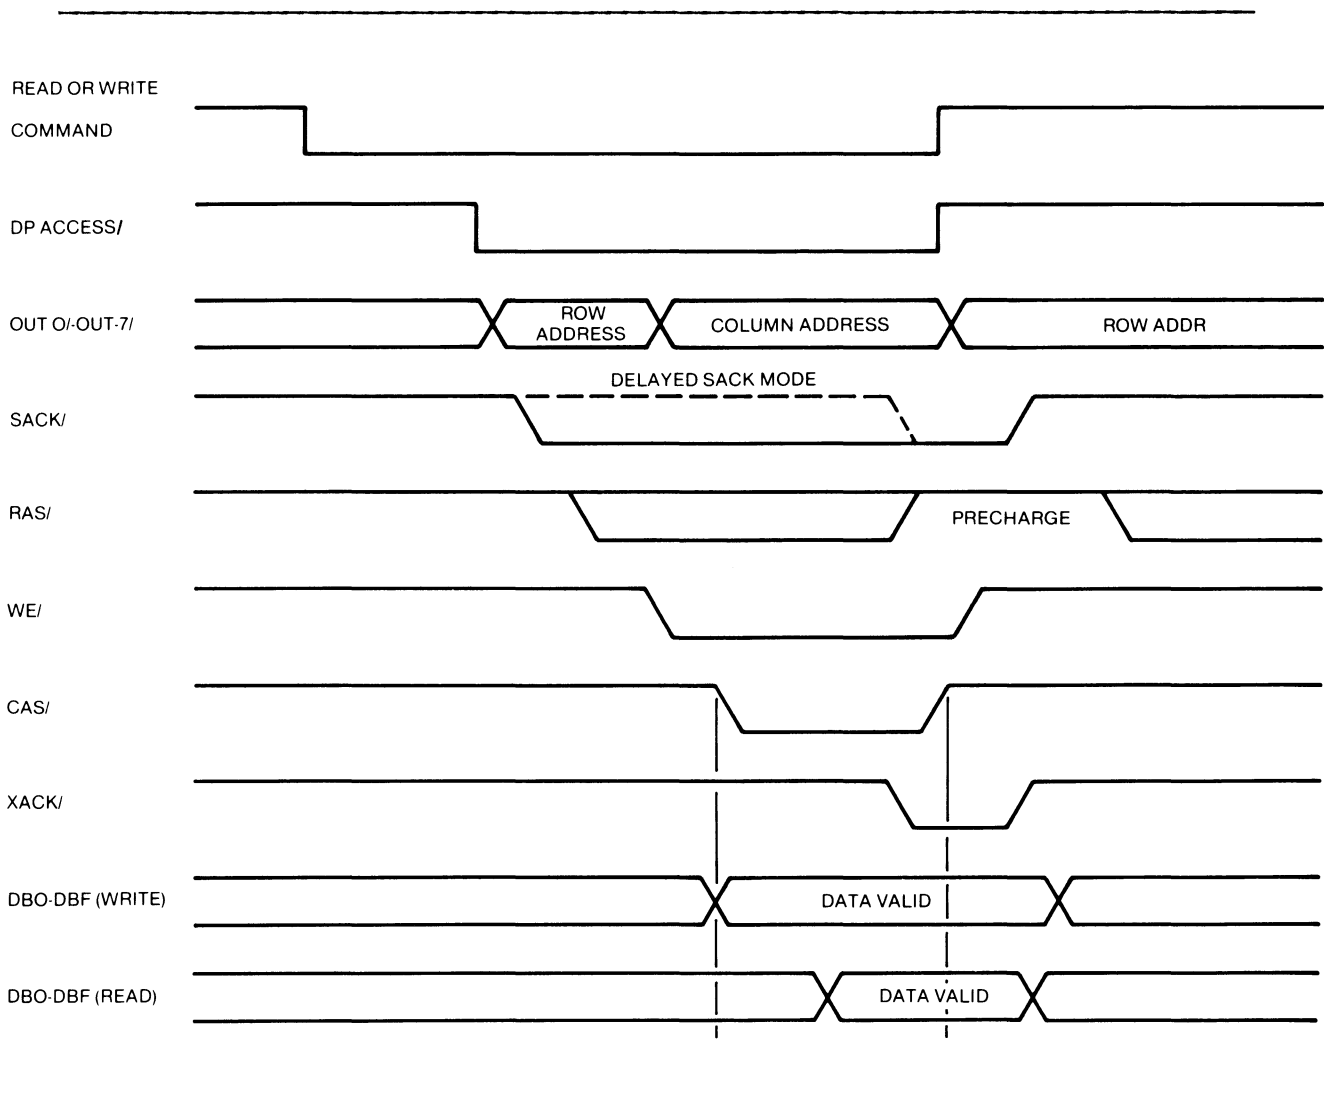 READ OR WRITE
COMMAND
DP ACCESS/
OUT O/-OUT-7/
ROW
ADDRESS
COLUMN ADDRESS
ROW ADDR
DELAYED SACK MODE
SACK/
RAS/
PRECHARGE
WE/
CAS/
XACK/
DBO-DBF (WRITE)
DATA VALID
DBO-DBF (READ)
DATA VALID